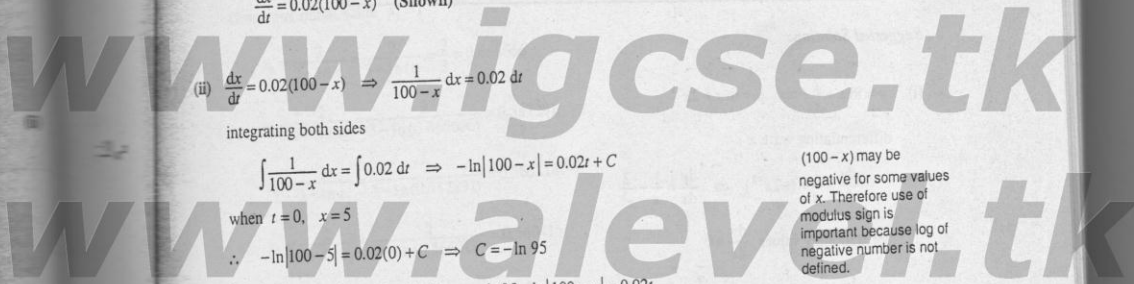 dx/dt = 0.02(100 – x) (Shown)
www.igcse.tk
(ii) dx/dt = 0.02(100 – x) ⇒ 1/(100 – x) dx = 0.02 dt
integrating both sides
∫ 1/(100 – x) dx = ∫ 0.02 dt ⇒ –ln|100 – x| = 0.02t + C
when t = 0, x = 5
∴ –ln|100 – 5| = 0.02(0) + C ⇒ C = –ln 95
(100 – x) may be
negative for some values
of x. Therefore use of
modulus sign is
important because log of
negative number is not
defined.
www.alevel.tk